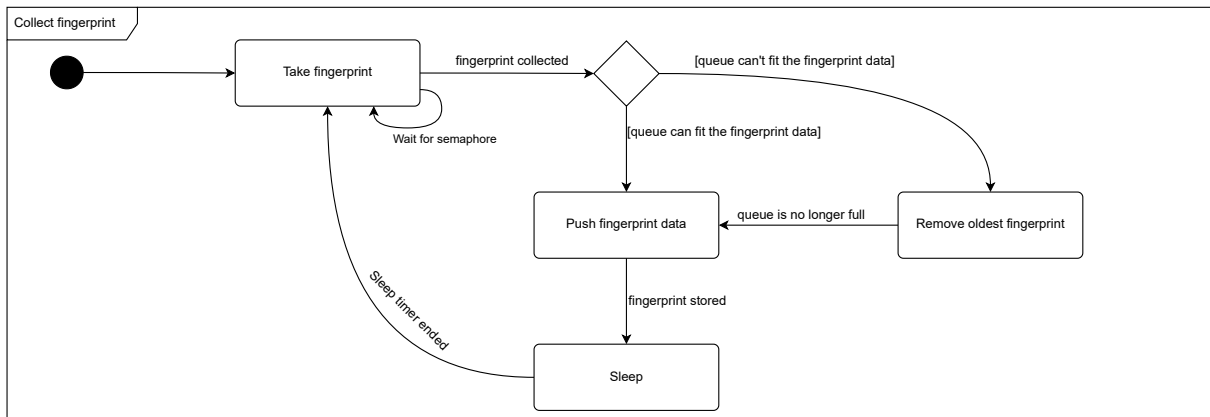 Collect fingerprint
Take fingerprint
fingerprint collected
[queue can't fit the fingerprint data]
Wait for semaphore
[queue can fit the fingerprint data]
Push fingerprint data
queue is no longer full
Remove oldest fingerprint
Sleep timer ended
fingerprint stored
Sleep